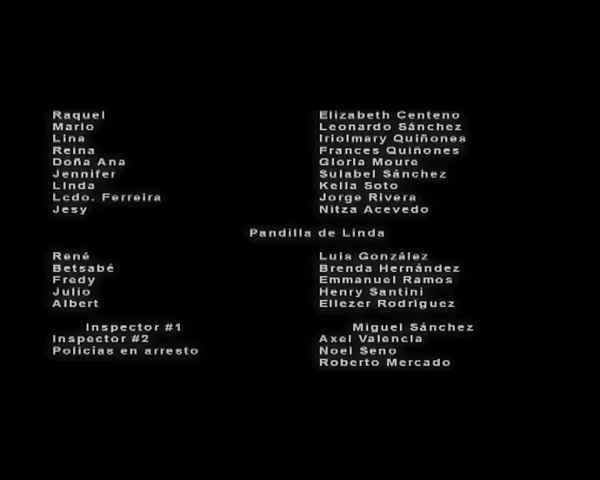 Raquel Elizabeth Centeno
Mario Leonardo Sánchez
Lina Iriolmary Quiñones
Reina Frances Quiñones
Doña Ana Gloria Moure
Jennifer Sulabel Sánchez
Linda Kella Soto
Lcdo. Ferreira Jorge Rivera
Jesy Nitza Acevedo
Pandilla de Linda
René Luis González
Betsabé Brenda Hernández
Fredy Emmanuel Ramos
Julio Henry Santini
Albert Eliezer Rodriguez
Inspector #1 Miguel Sánchez
Inspector #2 Axel Valencia
Policías en arresto Noel Seno
Roberto Mercado